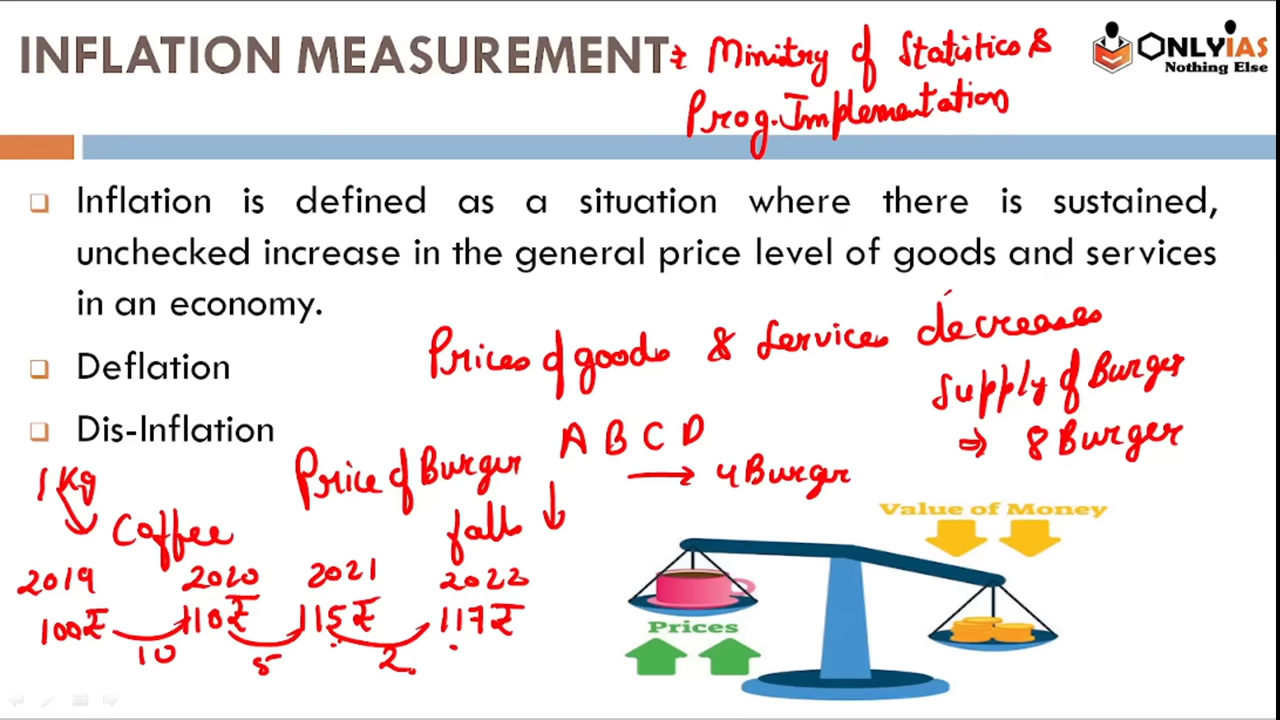 INFLATION MEASUREMENT : Ministry of Statistics &
Prog. Implementation
ONLYIAS
Nothing Else
Inflation is defined as a situation where there is sustained,
unchecked increase in the general price level of goods and services
in an economy.
Prices of goods & services decreases
Deflation
Supply of Burger
⇒ 8 Burger
Dis-Inflation
A B C D
→ 4 Burger
Price of Burger
falls ↓
1 Kg
Coffee
2019 2020 2021 2022
100₹ 110₹ 115₹ 117₹
10 5 2
Value of Money
Prices